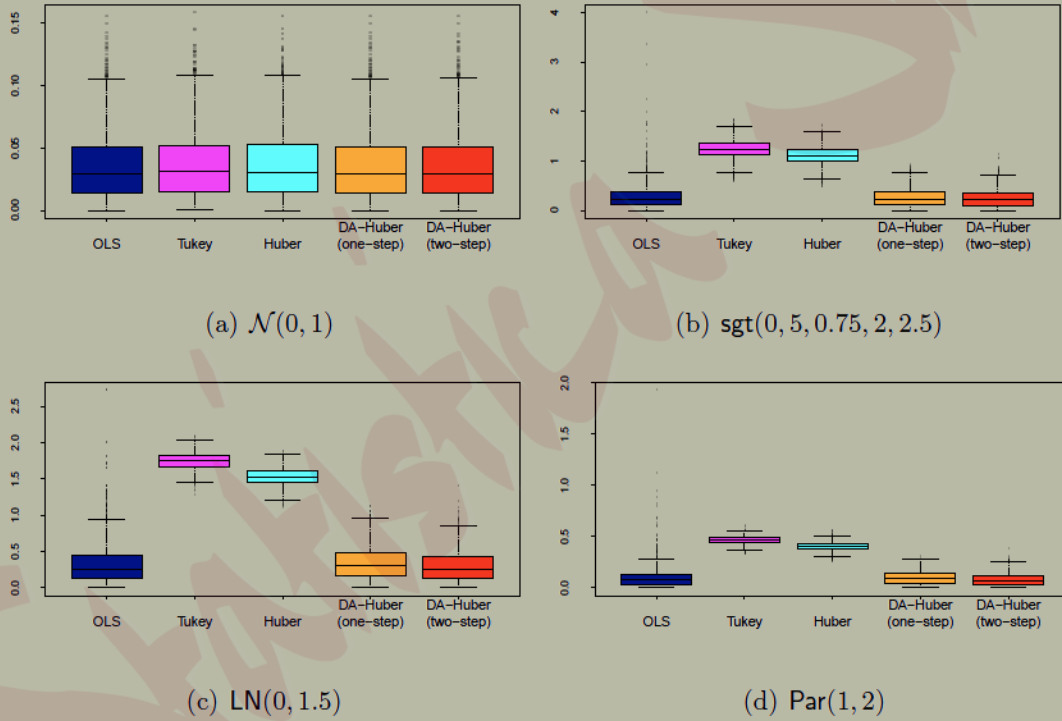 0.00 0.05 0.10 0.15
OLS Tukey Huber DA-Huber (one-step) DA-Huber (two-step)
(a) N(0, 1)
0 1 2 3 4
OLS Tukey Huber DA-Huber (one-step) DA-Huber (two-step)
(b) sgt(0, 5, 0.75, 2, 2.5)
0.0 0.5 1.0 1.5 2.0 2.5
OLS Tukey Huber DA-Huber (one-step) DA-Huber (two-step)
(c) LN(0, 1.5)
0.0 0.5 1.0 1.5 2.0
OLS Tukey Huber DA-Huber (one-step) DA-Huber (two-step)
(d) Par(1, 2)